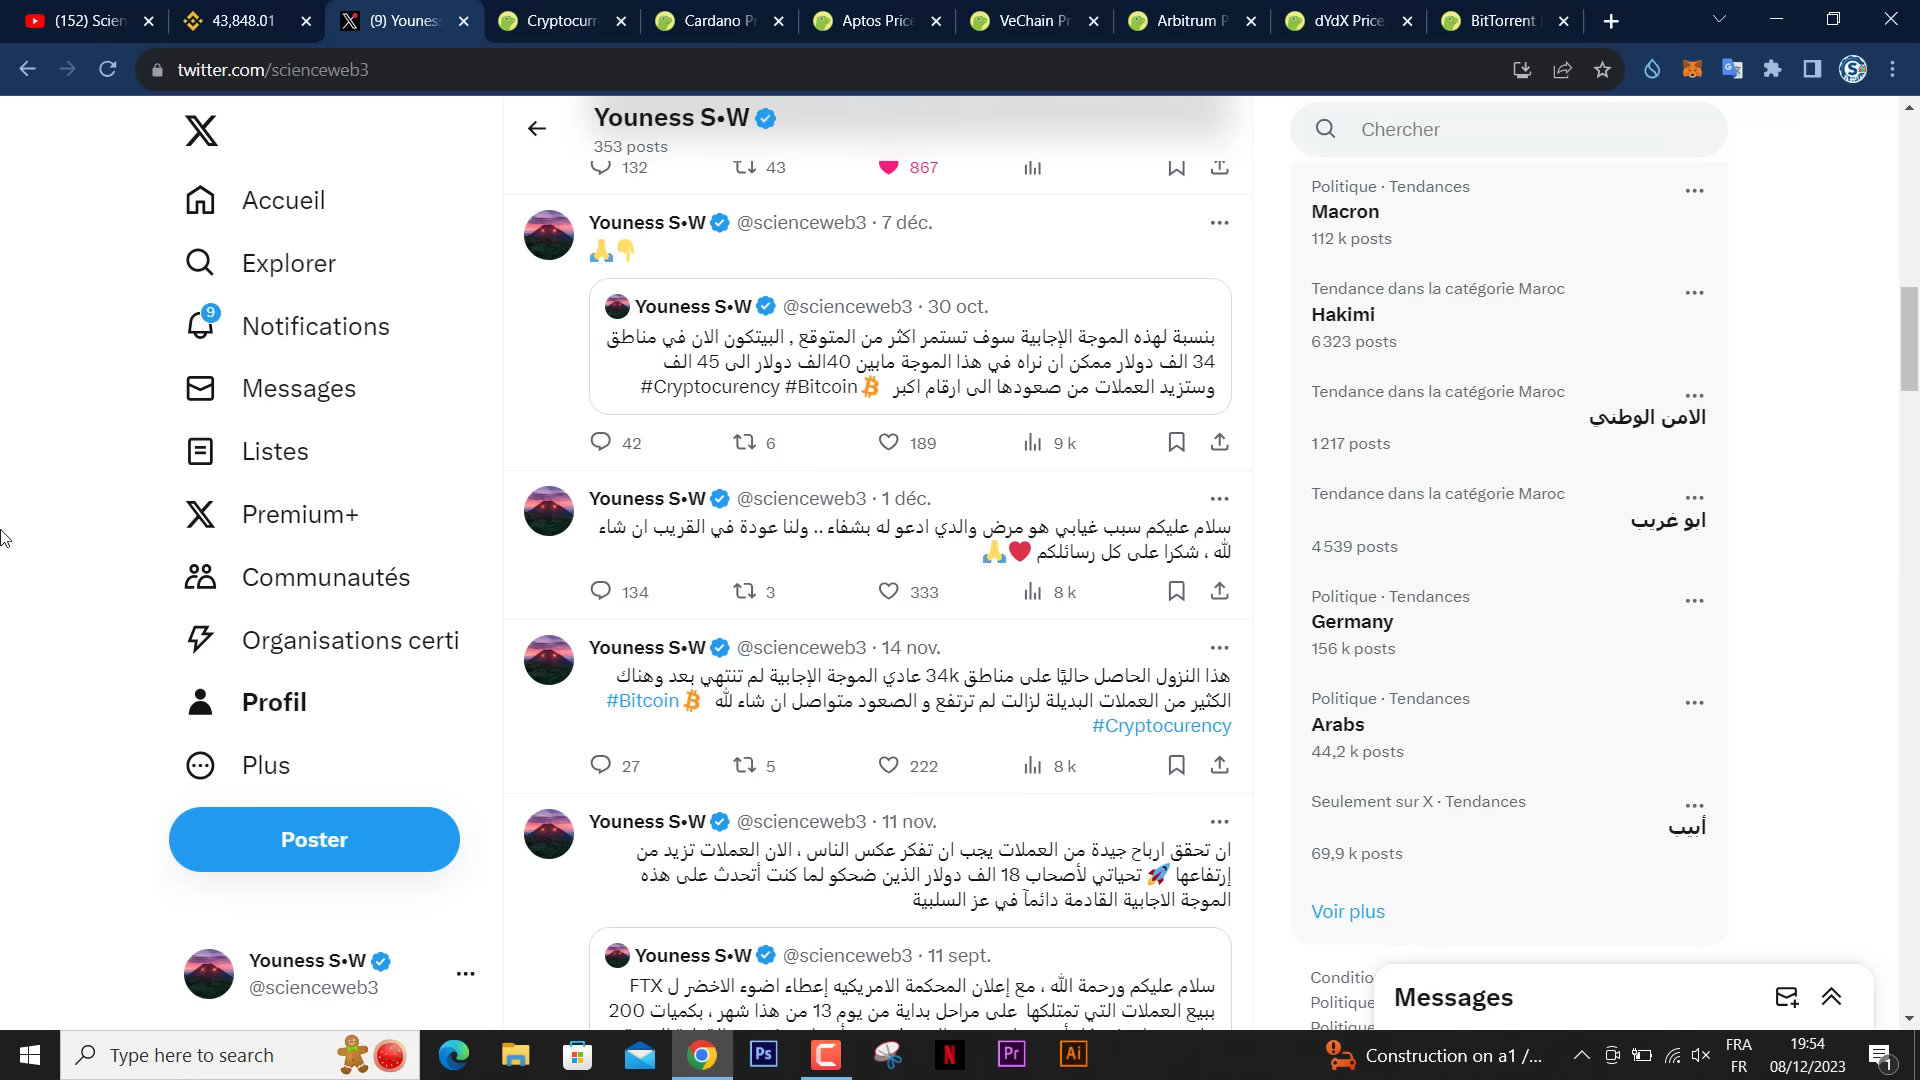 (152) Scien
43,848.01
(9) Younes
Cryptocurr
Cardano P
Aptos Price
VeChain Pr
Arbitrum P
dYdX Price
BitTorrent
twitter.com/scienceweb3
Youness S•W
353 posts
132
43
867
Accueil
Explorer
9
Notifications
Messages
Listes
Premium+
Communautés
Organisations certi
Profil
Plus
Poster
Youness S•W
@scienceweb3
Youness S•W @scienceweb3 · 7 déc.
🙏👇
Youness S•W @scienceweb3 · 30 oct.
بنسبة لهذه الموجة الإجابية سوف تستمر اكثر من المتوقع , البيتكون الان في مناطق
34 الف دولار ممكن ان نراه في هذا الموجة مابين 40الف دولار الى 45 الف
وستزيد العملات من صعودها الى ارقام اكبر #Cryptocurency #Bitcoin
42
6
189
9 k
Youness S•W @scienceweb3 · 1 déc.
سلام عليكم سبب غيابي هو مرض والدي ادعو له بشفاء .. ولنا عودة في القريب ان شاء
لله ، شكرا على كل رسائلكم ❤️🙏
134
3
333
8 k
Youness S•W @scienceweb3 · 14 nov.
هذا النزول الحاصل حاليًا على مناطق 34k عادي الموجة الإجابية لم تنتهي بعد وهناك
الكثير من العملات البديلة لزالت لم ترتفع و الصعود متواصل ان شاء لله #Bitcoin
#Cryptocurency
27
5
222
8 k
Youness S•W @scienceweb3 · 11 nov.
ان تحقق ارباح جيدة من العملات يجب ان تفكر عكس الناس ، الان العملات تزيد من
إرتفاعها 🚀 تحياتي لأصحاب 18 الف دولار الذين ضحكو لما كنت أتحدث على هذه
الموجة الاجابية القادمة دائماً في عز السلبية
Youness S•W @scienceweb3 · 11 sept.
سلام عليكم ورحمة الله ، مع إعلان المحكمة الامريكيه إعطاء اضوء الاخضر ل FTX
ببيع العملات التي تمتلكها على مراحل بداية من يوم 13 من هذا شهر ، بكميات 200
Chercher
Politique · Tendances
Macron
112 k posts
Tendance dans la catégorie Maroc
Hakimi
6 323 posts
Tendance dans la catégorie Maroc
الامن الوطني
1 217 posts
Tendance dans la catégorie Maroc
ابو غريب
4 539 posts
Politique · Tendances
Germany
156 k posts
Politique · Tendances
Arabs
44,2 k posts
Seulement sur X · Tendances
أبيب
69,9 k posts
Voir plus
Conditio
Politique
Politique
Messages
Type here to search
Ps
Pr
Ai
Construction on a1 /...
FRA
FR
19:54
08/12/2023
1